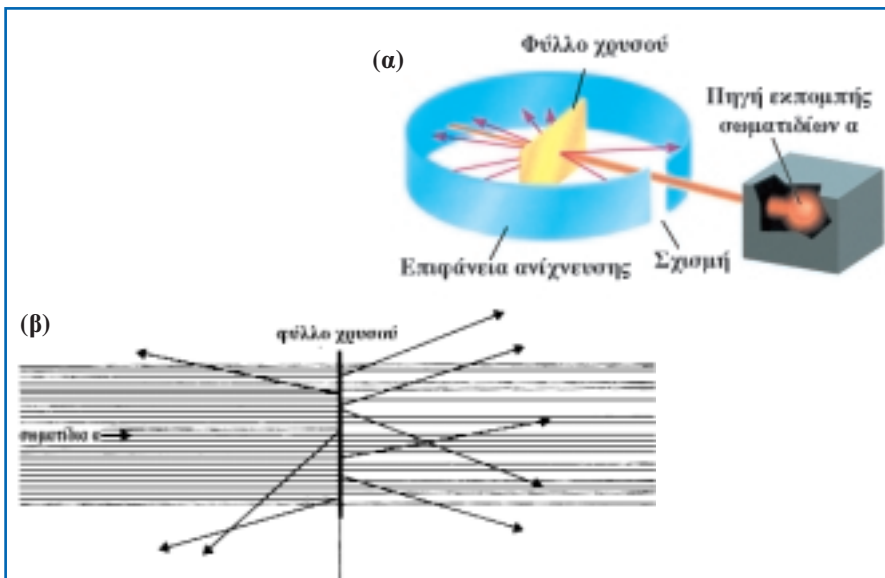 (α)
Φύλλο χρυσού
Πηγή εκπομπής
σωματιδίων α
Επιφάνεια ανίχνευσης
Σχισμή
(β)
φύλλο χρυσού
σωματίδια α